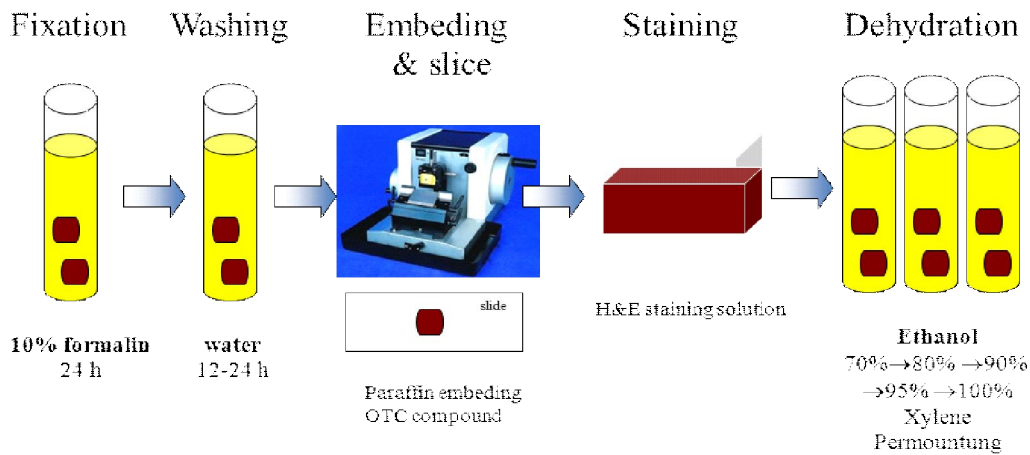 Fixation
Washing
Embeding
& slice
Staining
Dehydration
slide
10% formalin
24 h
water
12-24 h
Paraffin embeding
OTC compound
H&E staining solution
Ethanol
70%→80% →90%
→95% →100%
Xylene
Permountung